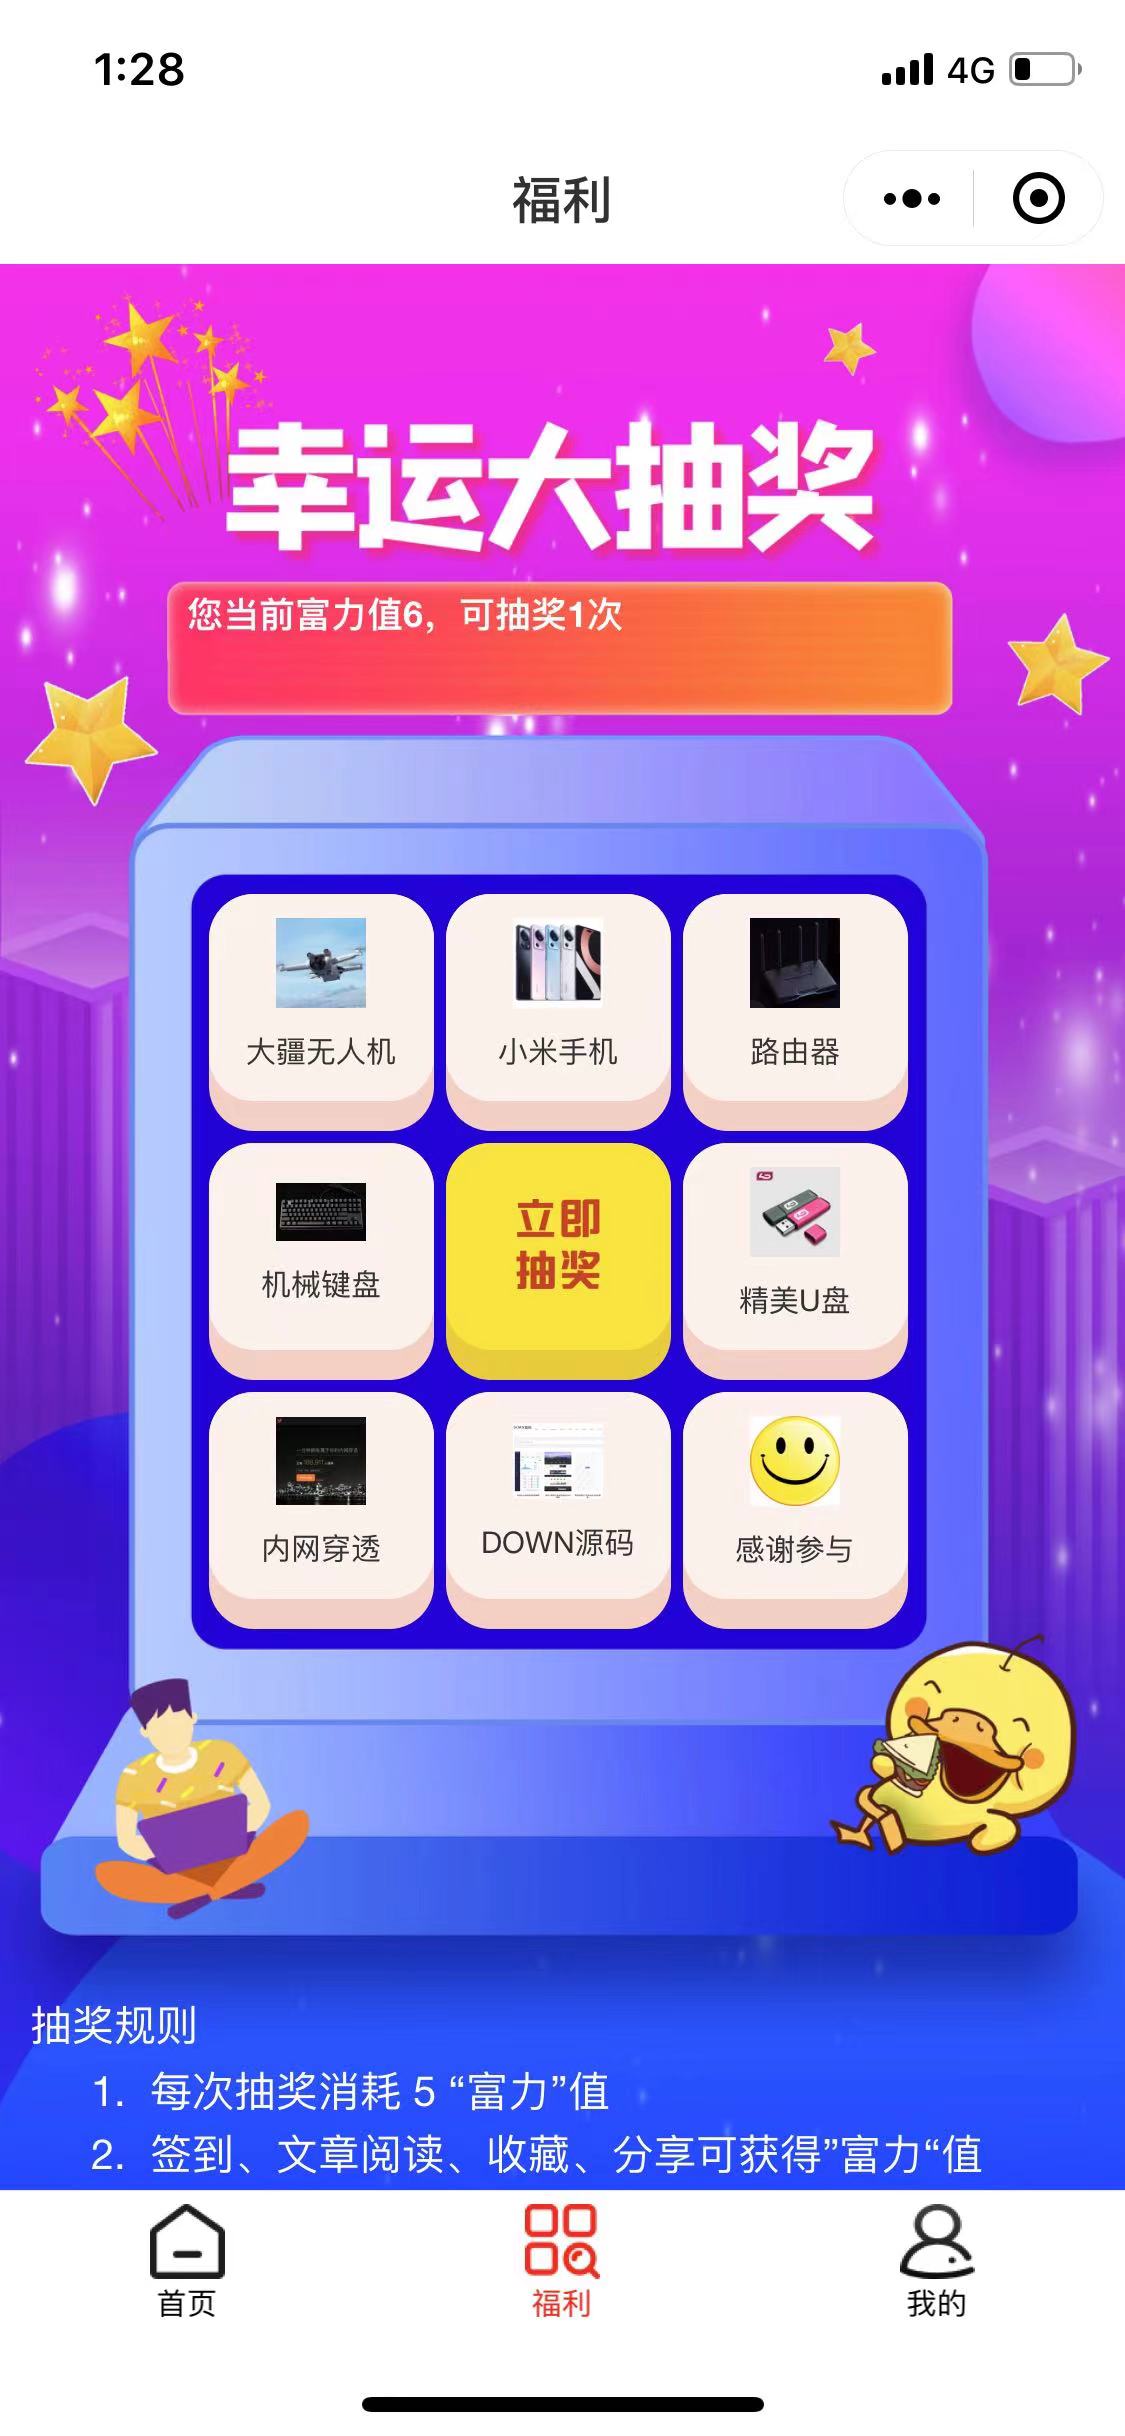 1:28
4G
福利
幸运大抽奖
您当前富力值6，可抽奖1次
大疆无人机
小米手机
路由器
机械键盘
立即
抽奖
精美U盘
内网穿透
DOWN源码
感谢参与
抽奖规则
1. 每次抽奖消耗 5 “富力”值
2. 签到、文章阅读、收藏、分享可获得”富力“值
首页
福利
我的